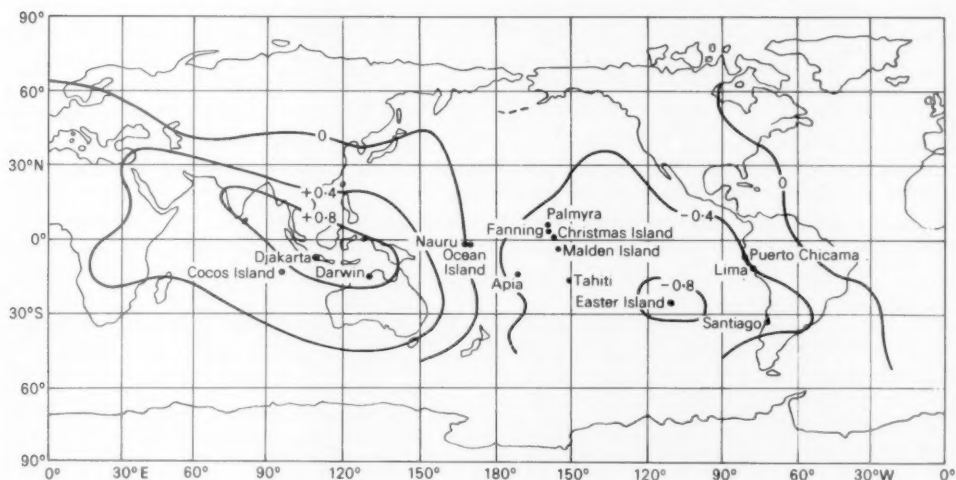 90°
60°
30°N
0°
30°S
60°
90°
0
0
0
+0·4
+0·8
−0·4
−0·8
Palmyra
Fanning
Christmas Island
Nauru
Ocean
Island
Malden Island
Puerto Chicama
Djakarta
Lima
Cocos Island
Darwin
Apia
Tahiti
Easter Island
Santiago
0°
30°E
60°
90°
120°
150°
180°
150°
120°
90°
60°
30°W
0°